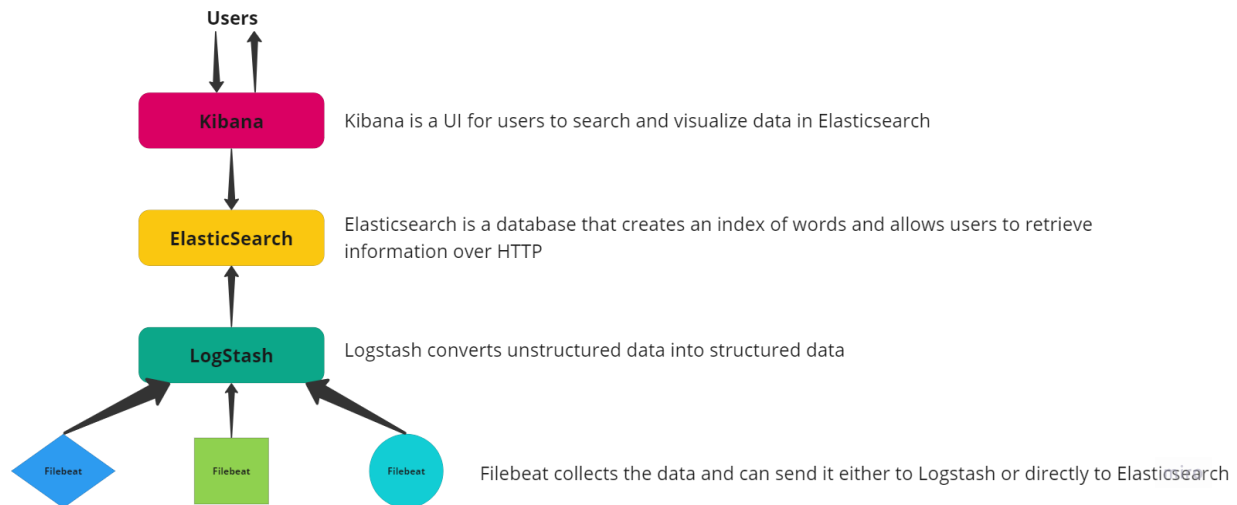 Users
Kibana
Kibana is a UI for users to search and visualize data in Elasticsearch
ElasticSearch
Elasticsearch is a database that creates an index of words and allows users to retrieve
information over HTTP
LogStash
Logstash converts unstructured data into structured data
Filebeat
Filebeat
Filebeat
Filebeat collects the data and can send it either to Logstash or directly to Elasticsearch